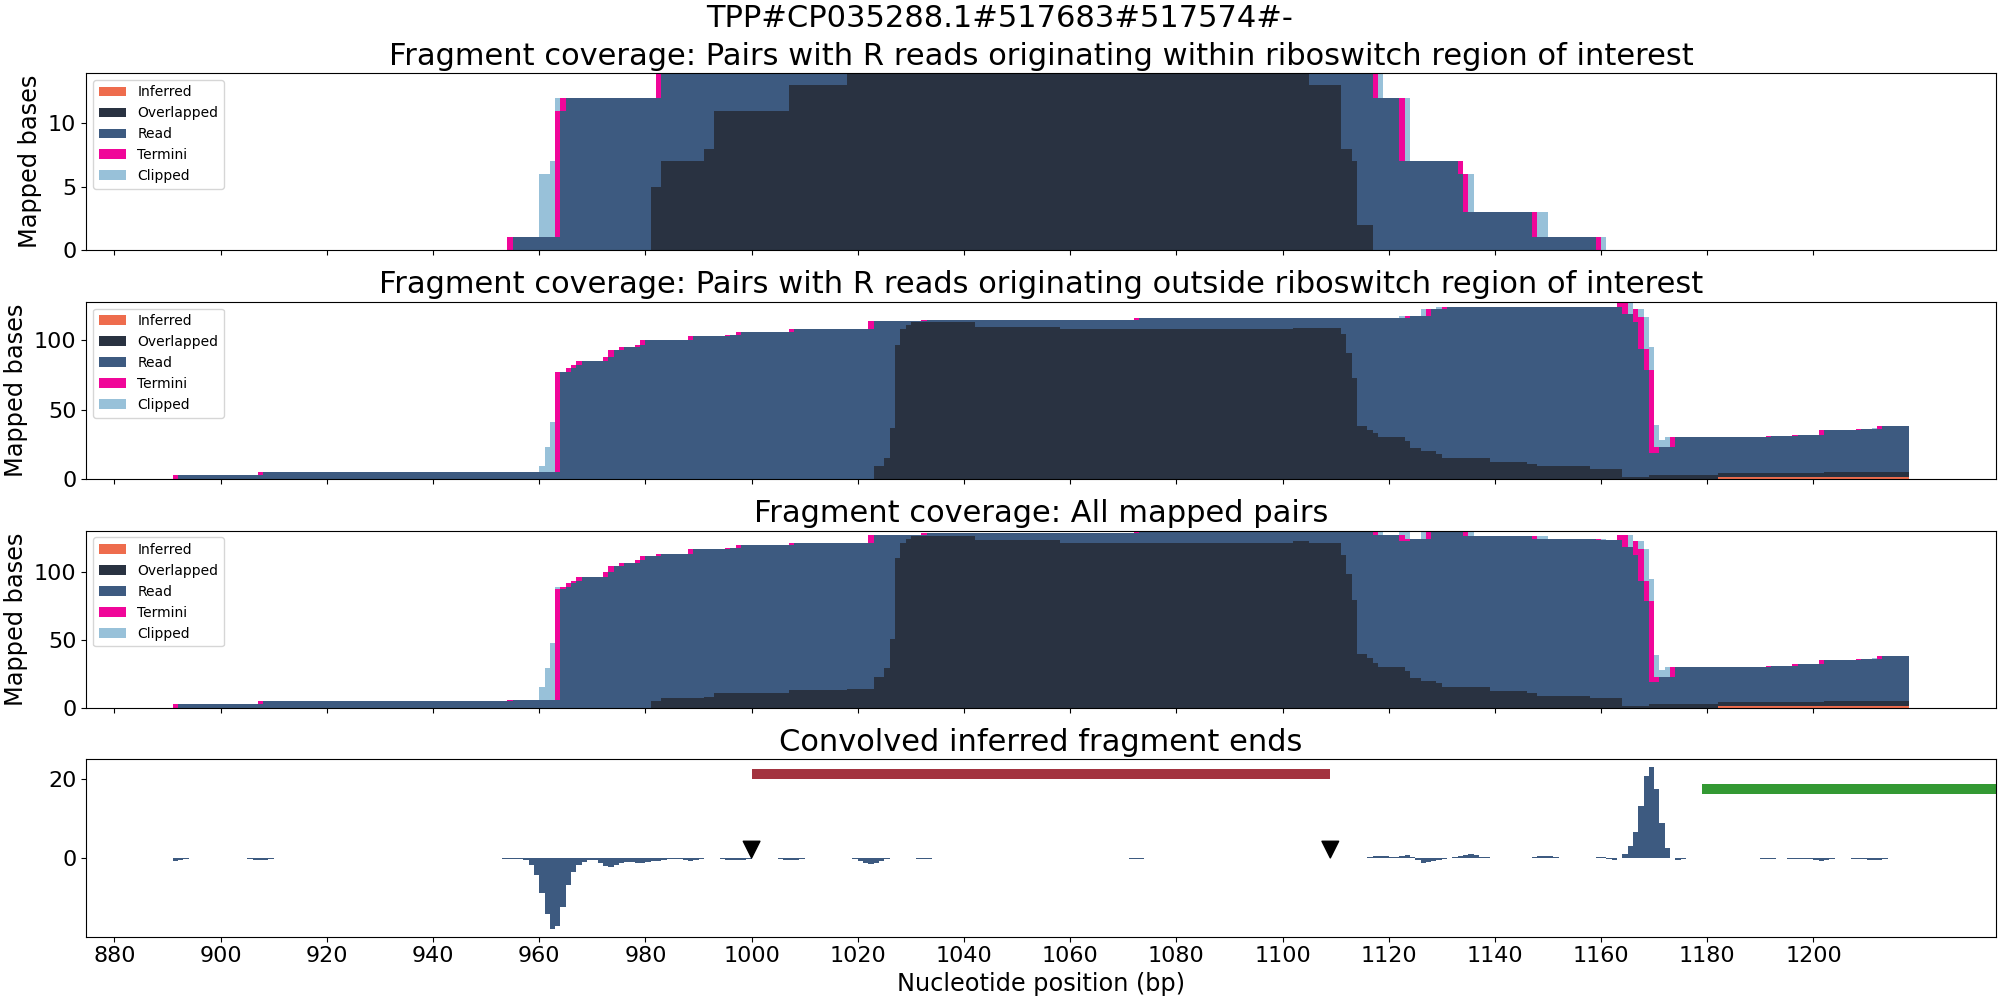 TPP#CP035288.1#517683#517574#-
Fragment coverage: Pairs with R reads originating within riboswitch region of interest
Mapped bases
10
5
0
Inferred
Overlapped
Read
Termini
Clipped
Fragment coverage: Pairs with R reads originating outside riboswitch region of interest
Mapped bases
100
50
0
Inferred
Overlapped
Read
Termini
Clipped
Fragment coverage: All mapped pairs
Mapped bases
100
50
0
Inferred
Overlapped
Read
Termini
Clipped
Convolved inferred fragment ends
20
0
880 900 920 940 960 980 1000 1020 1040 1060 1080 1100 1120 1140 1160 1180 1200
Nucleotide position (bp)